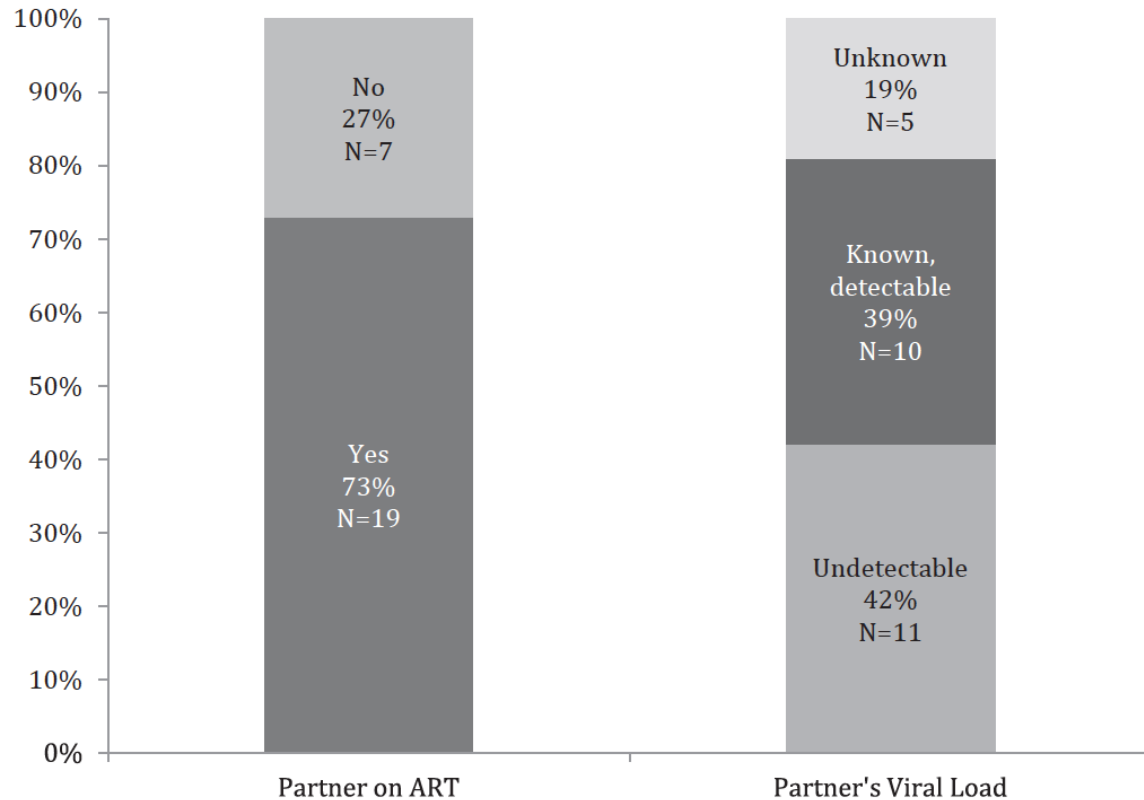 100%
90%
80%
70%
60%
50%
40%
30%
20%
10%
0%
No
27%
N=7
Yes
73%
N=19
Unknown
19%
N=5
Known,
detectable
39%
N=10
Undetectable
42%
N=11
Partner on ART
Partner's Viral Load